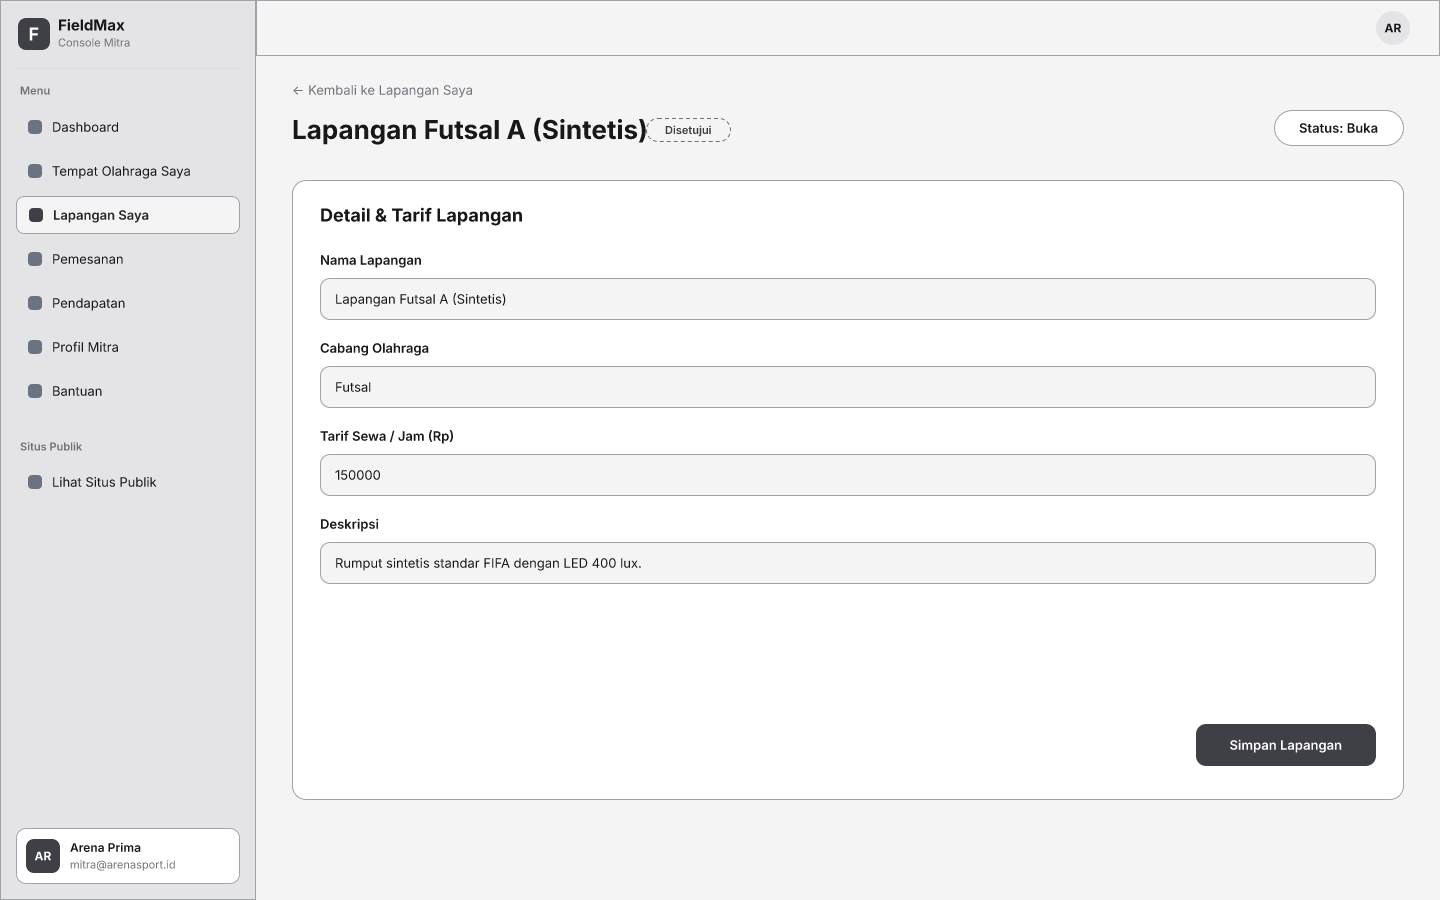 F
FieldMax
Console Mitra
AR
Menu
Dashboard
Tempat Olahraga Saya
Lapangan Saya
Pemesanan
Pendapatan
Profil Mitra
Bantuan
Situs Publik
Lihat Situs Publik
AR
Arena Prima
mitra@arenasport.id
← Kembali ke Lapangan Saya
Lapangan Futsal A (Sintetis) Disetujui
Status: Buka
Detail & Tarif Lapangan
Nama Lapangan
Lapangan Futsal A (Sintetis)
Cabang Olahraga
Futsal
Tarif Sewa / Jam (Rp)
150000
Deskripsi
Rumput sintetis standar FIFA dengan LED 400 lux.
Simpan Lapangan